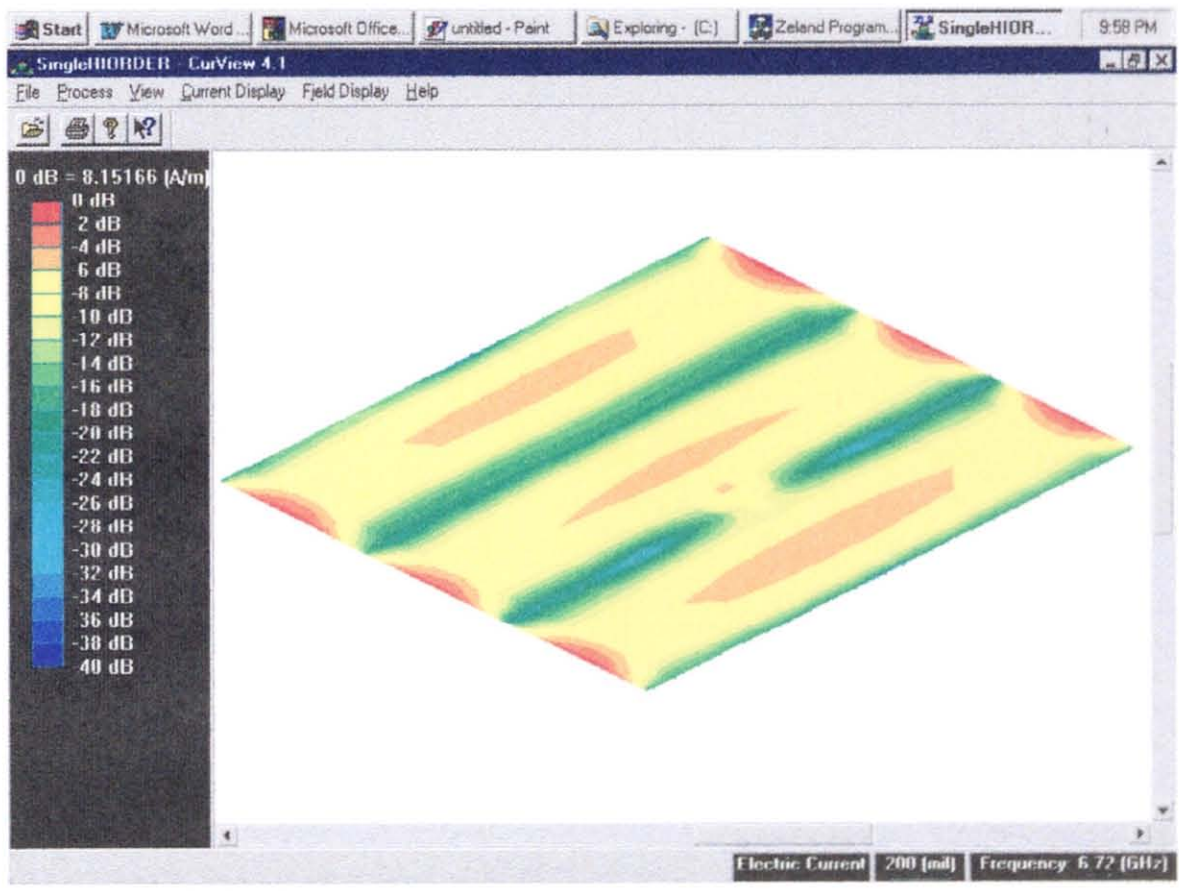 Start Microsoft Word ... Microsoft Office... untitled - Paint Exploring - (C:) Zeland Program... SingleHIOR... 9:58 PM
SingleHIORDER - CurView 4.1
File Process View Current Display Field Display Help
0 dB = 8.15166 (A/m)
0 dB
2 dB
-4 dB
6 dB
-8 dB
10 dB
-12 dB
-14 dB
-16 dB
-18 dB
-20 dB
-22 dB
-24 dB
-26 dB
-28 dB
-30 dB
-32 dB
-34 dB
36 dB
-38 dB
40 dB
Electric Current 200 (mil) Frequency 6.72 (GHz)